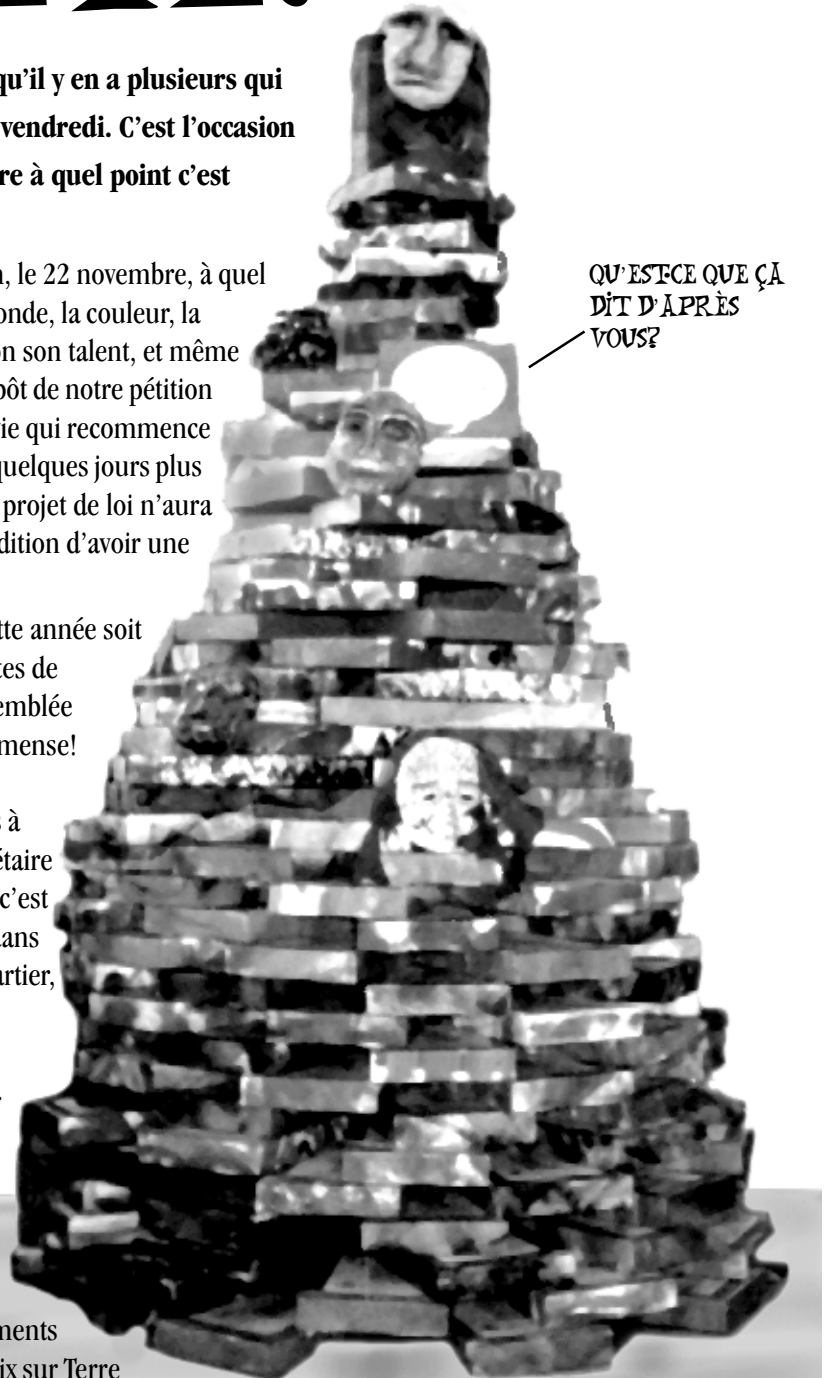 qu’il y en a plusieurs qui
vendredi. C’est l’occasion
re à quel point c’est
, le 22 novembre, à quel
onde, la couleur, la
on son talent, et même
pôt de notre pétition
vie qui recommence
quelques jours plus
projet de loi n’aura
dition d’avoir une
tte année soit
tes de
emblée
mense!
à
étaire
c’est
ans
artier,
.
ments
ix sur Terre
QU’EST-CE QUE ÇA
DIT D’APRÈS
VOUS?